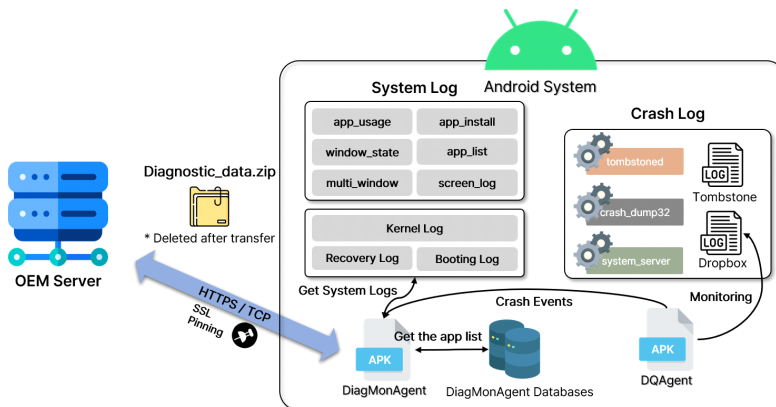 System Log
Android System
app_usage
app_install
window_state
app_list
multi_window
screen_log
Kernel Log
Recovery Log
Booting Log
Crash Log
tombstoned
crash_dump32
system_server
LOG
Tombstone
LOG
Dropbox
Diagnostic_data.zip
* Deleted after transfer
OEM Server
HTTPS / TCP
SSL
Pinning
Get System Logs
Crash Events
Monitoring
Get the app list
APK
DiagMonAgent
DiagMonAgent Databases
APK
DQAgent